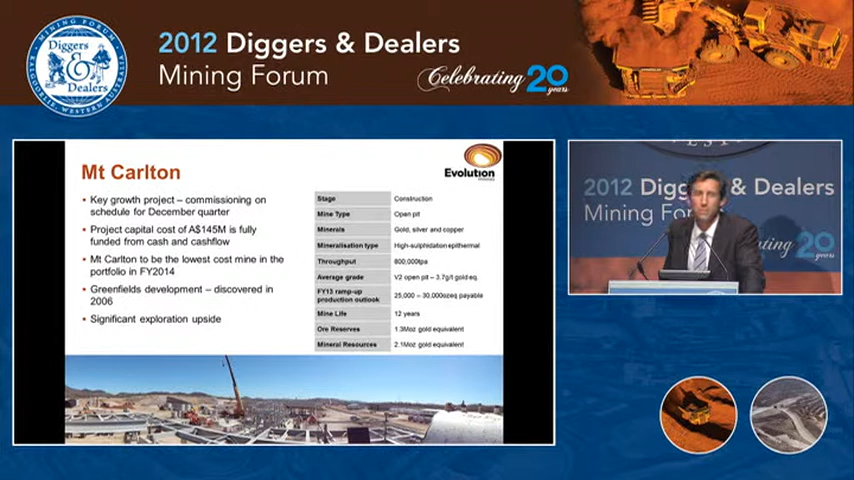 2012 Diggers & Dealers
Mining Forum
Celebrating 20 years
MINING FORUM
Diggers
&
Dealers
KALGOORLIE, WESTERN AUSTRALIA
Mt Carlton
Evolution
• Key growth project – commissioning on
schedule for December quarter
• Project capital cost of A$145M is fully
funded from cash and cashflow
• Mt Carlton to be the lowest cost mine in the
portfolio in FY2014
• Greenfields development – discovered in
2006
• Significant exploration upside
Stage Construction
Mine Type Open pit
Minerals Gold, silver and copper
Mineralisation type High-sulphidation epithermal
Throughput 800,000tpa
Average grade V2 open pit – 3.7g/t gold eq.
FY13 ramp-up
production outlook 25,000 – 30,000ozeq payable
Mine Life 12 years
Ore Reserves 1.3Moz gold equivalent
Mineral Resources 2.1Moz gold equivalent
2012 Digg & Dealers
Mining For
ating 20